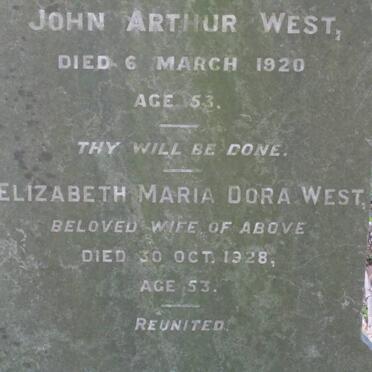 JOHN ARTHUR WEST,
DIED 6 MARCH 1920
AGE 53.
THY WILL BE DONE.
ELIZABETH MARIA DORA WEST,
BELOVED WIFE OF ABOVE
DIED 30 OCT. 1928,
AGE 53.
REUNITED.